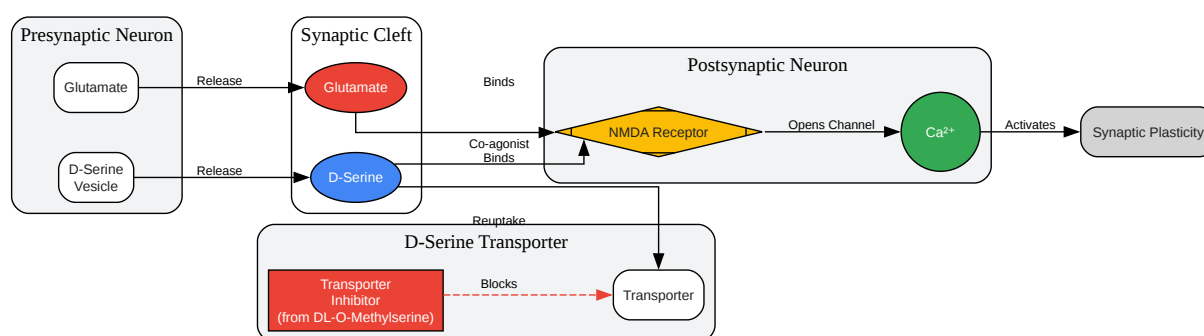 Presynaptic Neuron
Glutamate
D-Serine
Vesicle
Release
Release
Synaptic Cleft
Glutamate
D-Serine
Binds
Co-agonist
Binds
Reuptake
Postsynaptic Neuron
NMDA Receptor
Opens Channel
Ca²⁺
Activates
Synaptic Plasticity
D-Serine Transporter
Transporter
Inhibitor
(from DL-O-Methylserine)
Blocks
Transporter